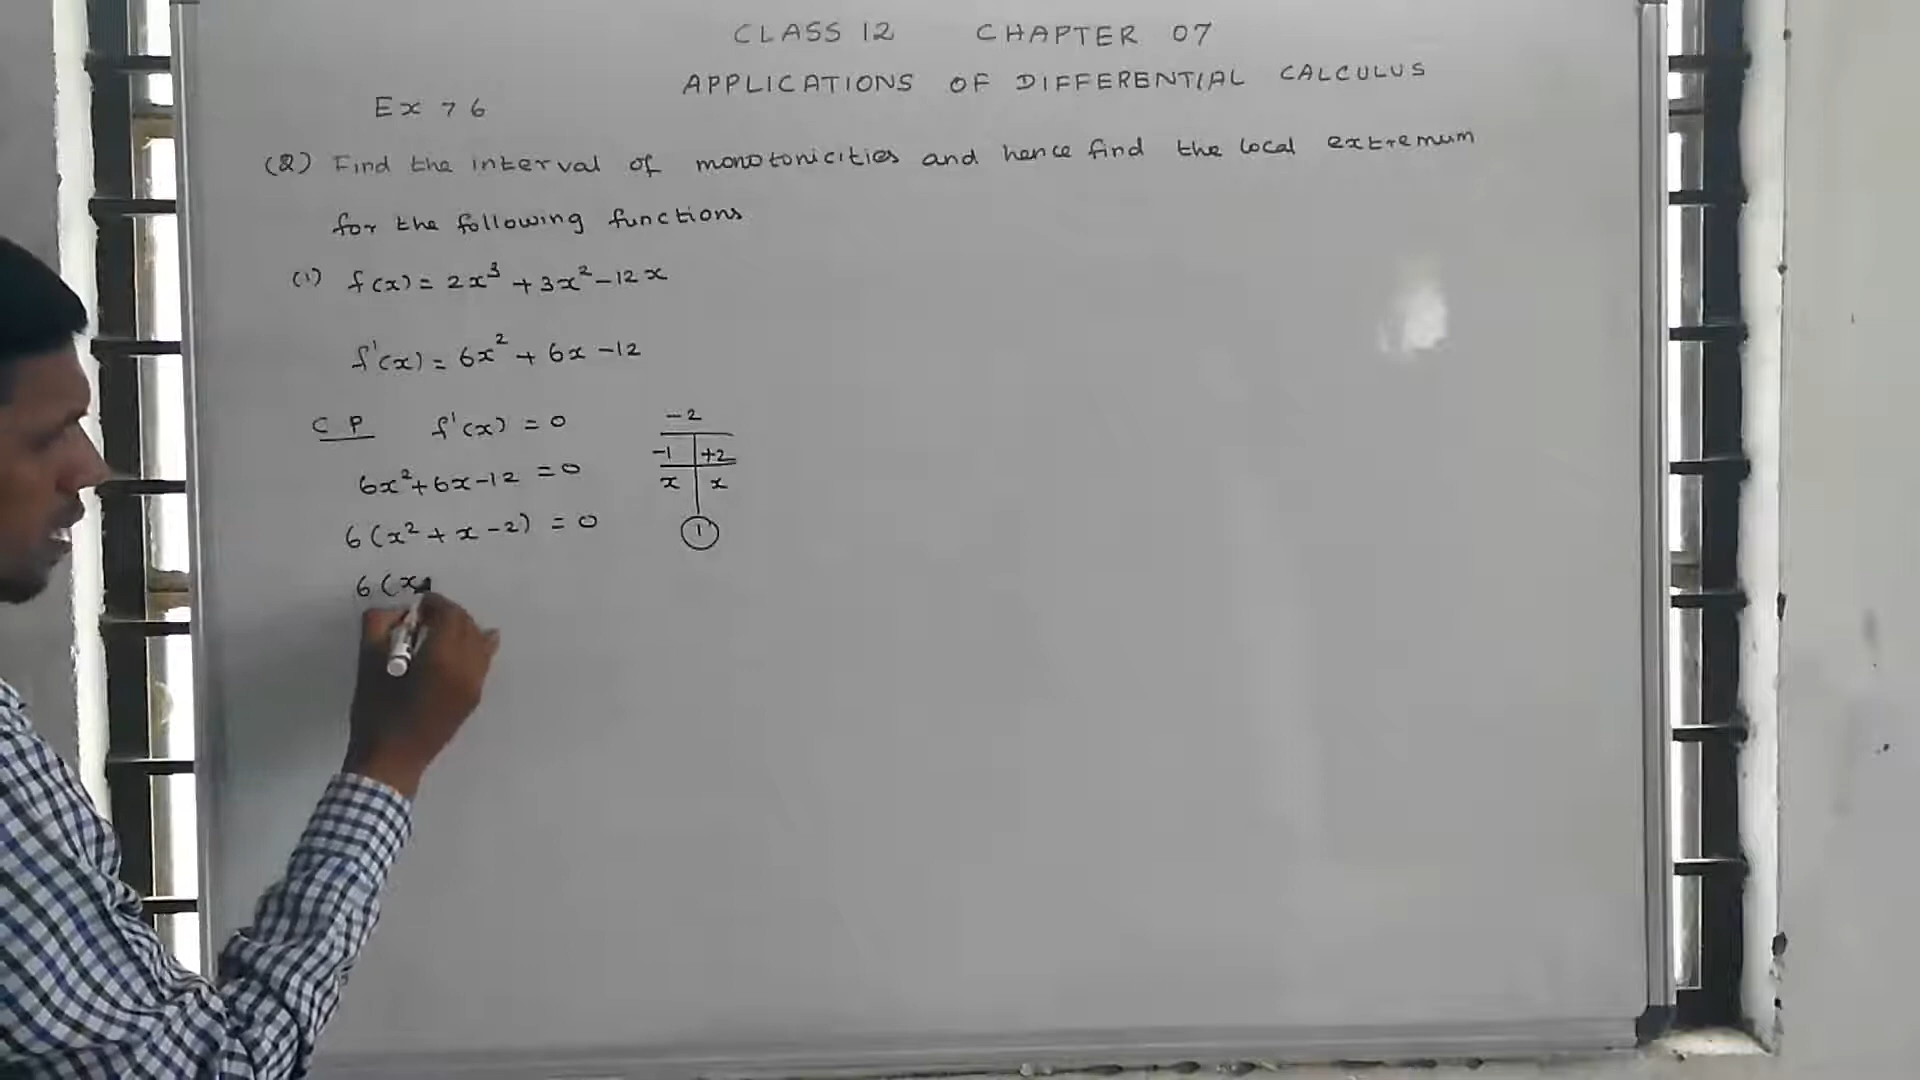 CLASS 12 CHAPTER 07
APPLICATIONS OF DIFFERENTIAL CALCULUS
Ex 7 6
(2) Find the interval of monotonicities and hence find the local extremum
for the following functions
(1) f(x) = 2x³ + 3x² - 12x
f'(x) = 6x² + 6x - 12
C P f'(x) = 0
6x² + 6x - 12 = 0
6(x² + x - 2) = 0
6(x
-2
-1 +2
x x
1